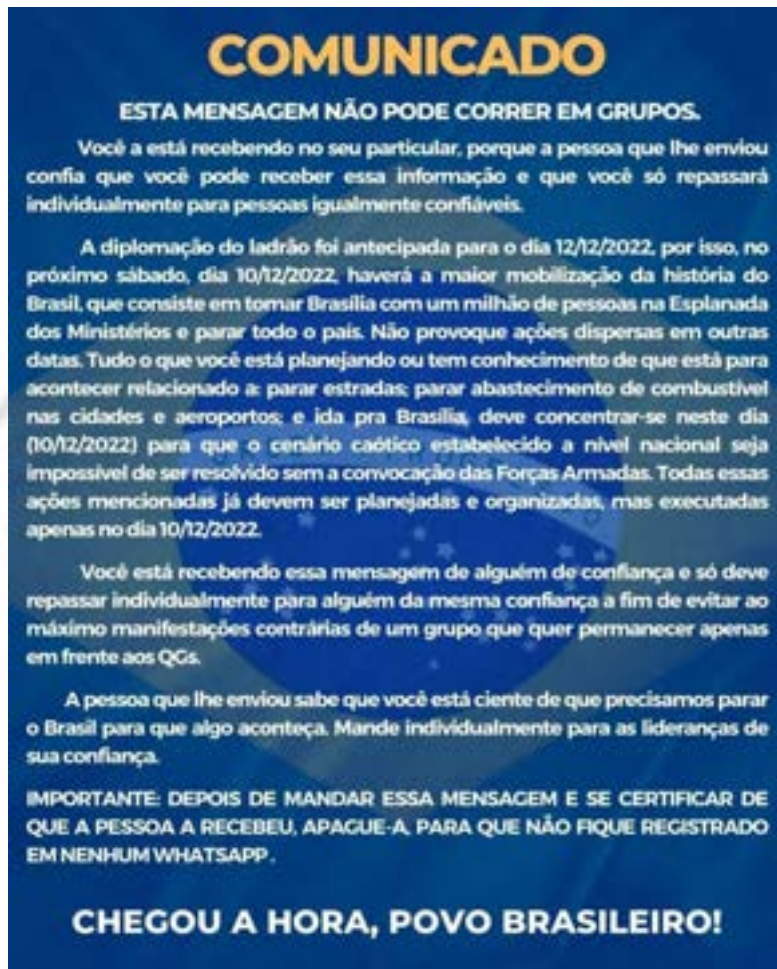 COMUNICADO
ESTA MENSAGEM NÃO PODE CORRER EM GRUPOS.
Você a está recebendo no seu particular, porque a pessoa que lhe enviou
confia que você pode receber essa informação e que você só repassará
individualmente para pessoas igualmente confiáveis.
A diplomação do ladrão foi antecipada para o dia 12/12/2022, por isso, no
próximo sábado, dia 10/12/2022, haverá a maior mobilização da história do
Brasil, que consiste em tomar Brasília com um milhão de pessoas na Esplanada
dos Ministérios e parar todo o país. Não provoque ações dispersas em outras
datas. Tudo o que você está planejando ou tem conhecimento de que está para
acontecer relacionado a: parar estradas; parar abastecimento de combustível
nas cidades e aeroportos; e ida pra Brasília, deve concentrar-se neste dia
(10/12/2022) para que o cenário caótico estabelecido a nível nacional seja
impossível de ser resolvido sem a convocação das Forças Armadas. Todas essas
ações mencionadas já devem ser planejadas e organizadas, mas executadas
apenas no dia 10/12/2022.
Você está recebendo essa mensagem de alguém de confiança e só deve
repassar individualmente para alguém da mesma confiança a fim de evitar ao
máximo manifestações contrárias de um grupo que quer permanecer apenas
em frente aos QGs.
A pessoa que lhe enviou sabe que você está ciente de que precisamos parar
o Brasil para que algo aconteça. Mande individualmente para as lideranças de
sua confiança.
IMPORTANTE: DEPOIS DE MANDAR ESSA MENSAGEM E SE CERTIFICAR DE
QUE A PESSOA A RECEBEU, APAGUE-A, PARA QUE NÃO FIQUE REGISTRADO
EM NENHUM WHATSAPP.
CHEGOU A HORA, POVO BRASILEIRO!